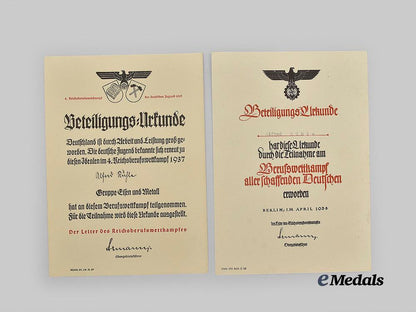 4. Reichsberufswettkampf der Deutschen Jugend 1937
Beteiligungs-Urkunde
Deutschland ist durch Arbeit und Leistung groß ge-
worden. Die deutsche Jugend bekannte sich erneut zu
diesen Idealen im 4. Reichsberufswettkampf 1937
Alfred
Gruppe Eisen und Metall
hat an diesem Berufswettkampf teilgenommen.
Für die Teilnahme wird diese Urkunde ausgestellt.
Der Leiter des Reichsberufswettkampfes
Obergebietsführer
Beteiligungs Urkunde
Alfred
hat diese Urkunde
durch die Teilnahme am
Berufswettkampf
aller schaffenden Deutschen
erworben
BERLIN, IM APRIL 1938
Obergebietsführer
eMedals